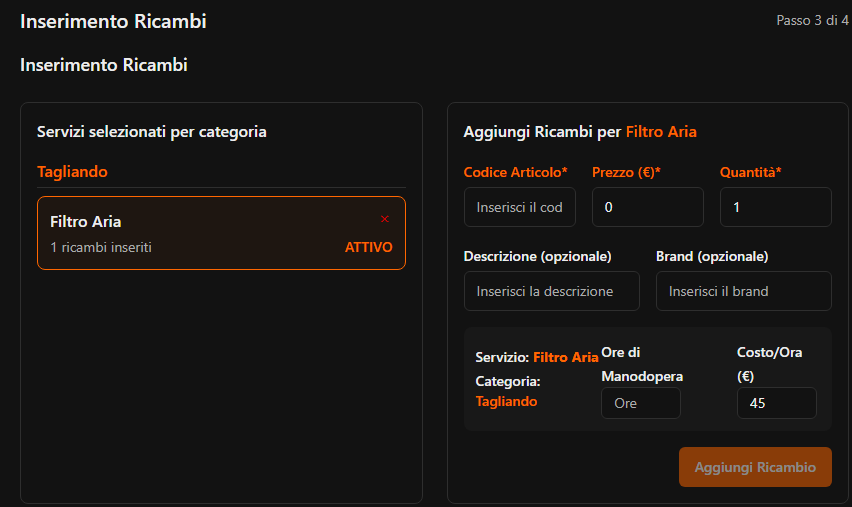 Inserimento Ricambi
Passo 3 di 4
Inserimento Ricambi
Servizi selezionati per categoria
Tagliando
Filtro Aria
×
1 ricambi inseriti
ATTIVO
Aggiungi Ricambi per Filtro Aria
Codice Articolo* Prezzo (€)* Quantità*
Inserisci il cod 0 1
Descrizione (opzionale) Brand (opzionale)
Inserisci la descrizione Inserisci il brand
Servizio: Filtro Aria
Categoria:
Tagliando
Ore di
Manodopera
Ore
Costo/Ora
(€)
45
Aggiungi Ricambio